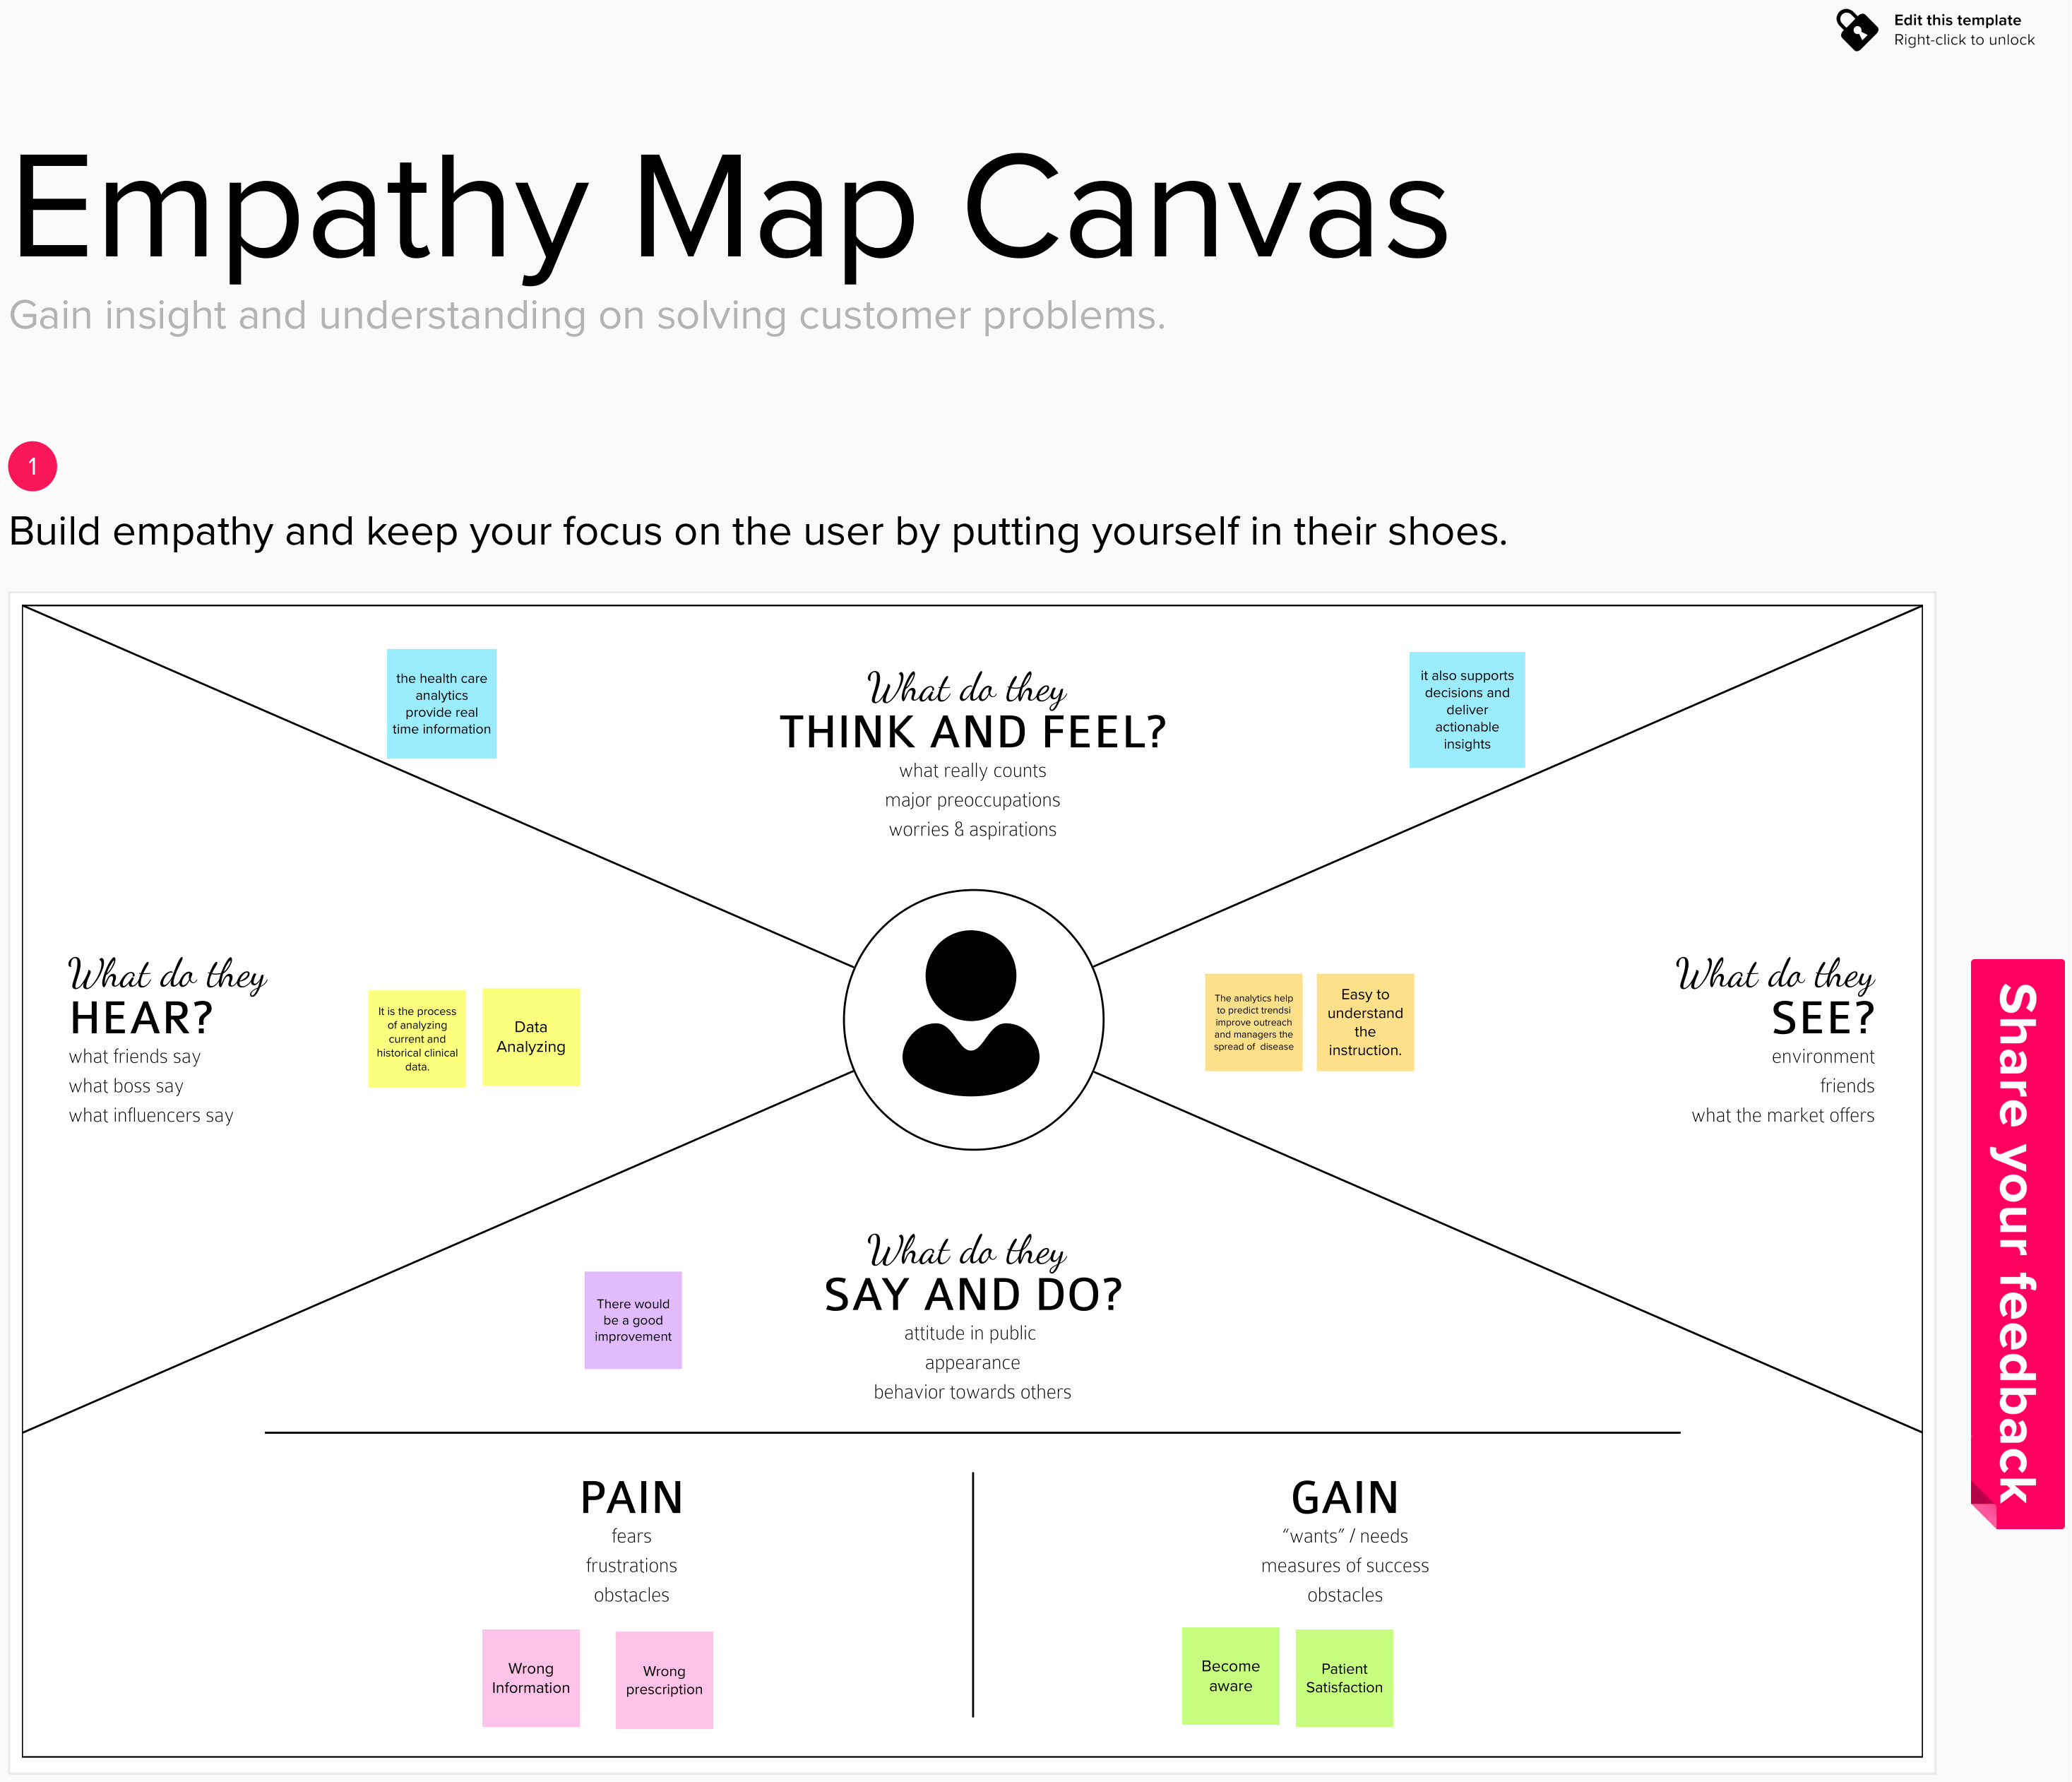 Edit this template
Right-click to unlock
Empathy Map Canvas
Gain insight and understanding on solving customer problems.
1
Build empathy and keep your focus on the user by putting yourself in their shoes.
the health care
analytics
provide real
time information
What do they
THINK AND FEEL?
what really counts
major preoccupations
worries & aspirations
it also supports
decisions and
deliver
actionable
insights
What do they
HEAR?
what friends say
what boss say
what influencers say
It is the process
of analyzing
current and
historical clinical
data.
Data
Analyzing
The analytics help
to predict trendsi
improve outreach
and managers the
spread of  disease
Easy to
understand
the
instruction.
What do they
SEE?
environment
friends
what the market offers
What do they
SAY AND DO?
attitude in public
appearance
behavior towards others
There would
be a good
improvement
PAIN
fears
frustrations
obstacles
Wrong
Information
Wrong
prescription
GAIN
“wants” / needs
measures of success
obstacles
Become
aware
Patient
Satisfaction
Share your feedback